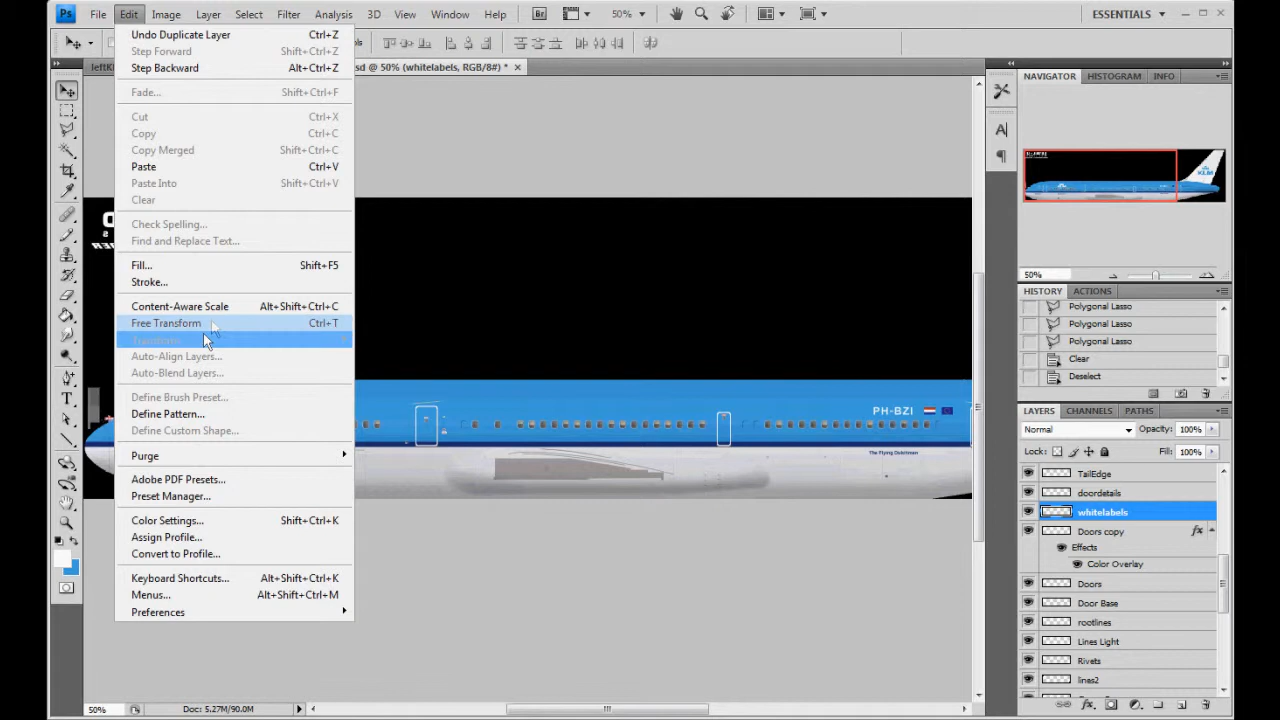 Ps File Edit Image Layer Select Filter Analysis 3D View Window Help Br 50% ESSENTIALS
Undo Duplicate Layer Ctrl+Z
Step Forward Shift+Ctrl+Z
Step Backward Alt+Ctrl+Z
Fade... Shift+Ctrl+F
Cut Ctrl+X
Copy Ctrl+C
Copy Merged Shift+Ctrl+C
Paste Ctrl+V
Paste Into Shift+Ctrl+V
Clear
Check Spelling...
Find and Replace Text...
Fill... Shift+F5
Stroke...
Content-Aware Scale Alt+Shift+Ctrl+C
Free Transform Ctrl+T
Transform
Auto-Align Layers...
Auto-Blend Layers...
Define Brush Preset...
Define Pattern...
Define Custom Shape...
Purge
Adobe PDF Presets...
Preset Manager...
Color Settings... Shift+Ctrl+K
Assign Profile...
Convert to Profile...
Keyboard Shortcuts... Alt+Shift+Ctrl+K
Menus... Alt+Shift+Ctrl+M
Preferences
sd @ 50% (whitelabels, RGB/8#) *
PH-BZI
The Flying Dutchman
50% Doc: 5.27M/90.0M
NAVIGATOR HISTOGRAM INFO
KLM
50%
HISTORY ACTIONS
Polygonal Lasso
Polygonal Lasso
Polygonal Lasso
Clear
Deselect
LAYERS CHANNELS PATHS
Normal Opacity: 100%
Lock: Fill: 100%
TailEdge
doordetails
whitelabels
Doors copy fx
Effects
Color Overlay
Doors
Door Base
rootlines
Lines Light
Rivets
lines2